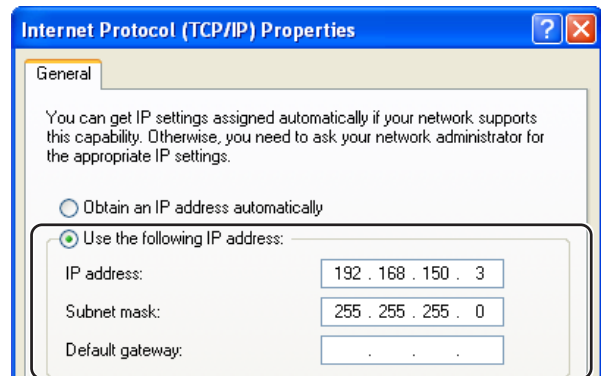 Internet Protocol (TCP/IP) Properties
General
You can get IP settings assigned automatically if your network supports
this capability. Otherwise, you need to ask your network administrator for
the appropriate IP settings.
Obtain an IP address automatically
Use the following IP address:
IP address: 192 . 168 . 150 . 3
Subnet mask: 255 . 255 . 255 . 0
Default gateway: . . .